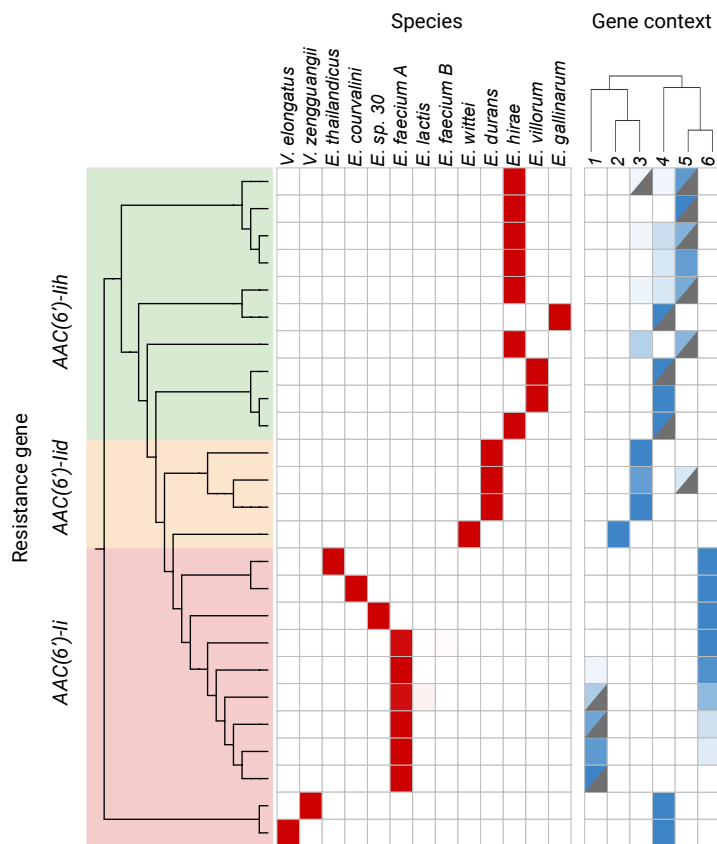 Species
Gene context
V. elongatus
V. zengguangii
E. thailandicus
E. courvalini
E. sp. 30
E. faecium A
E. lactis
E. faecium B
E. wittei
E. durans
E. hirae
E. villorum
E. gallinarum
1
2
3
4
5
6
Resistance gene
AAC(6')-Iih
AAC(6')-Iid
AAC(6')-Ii